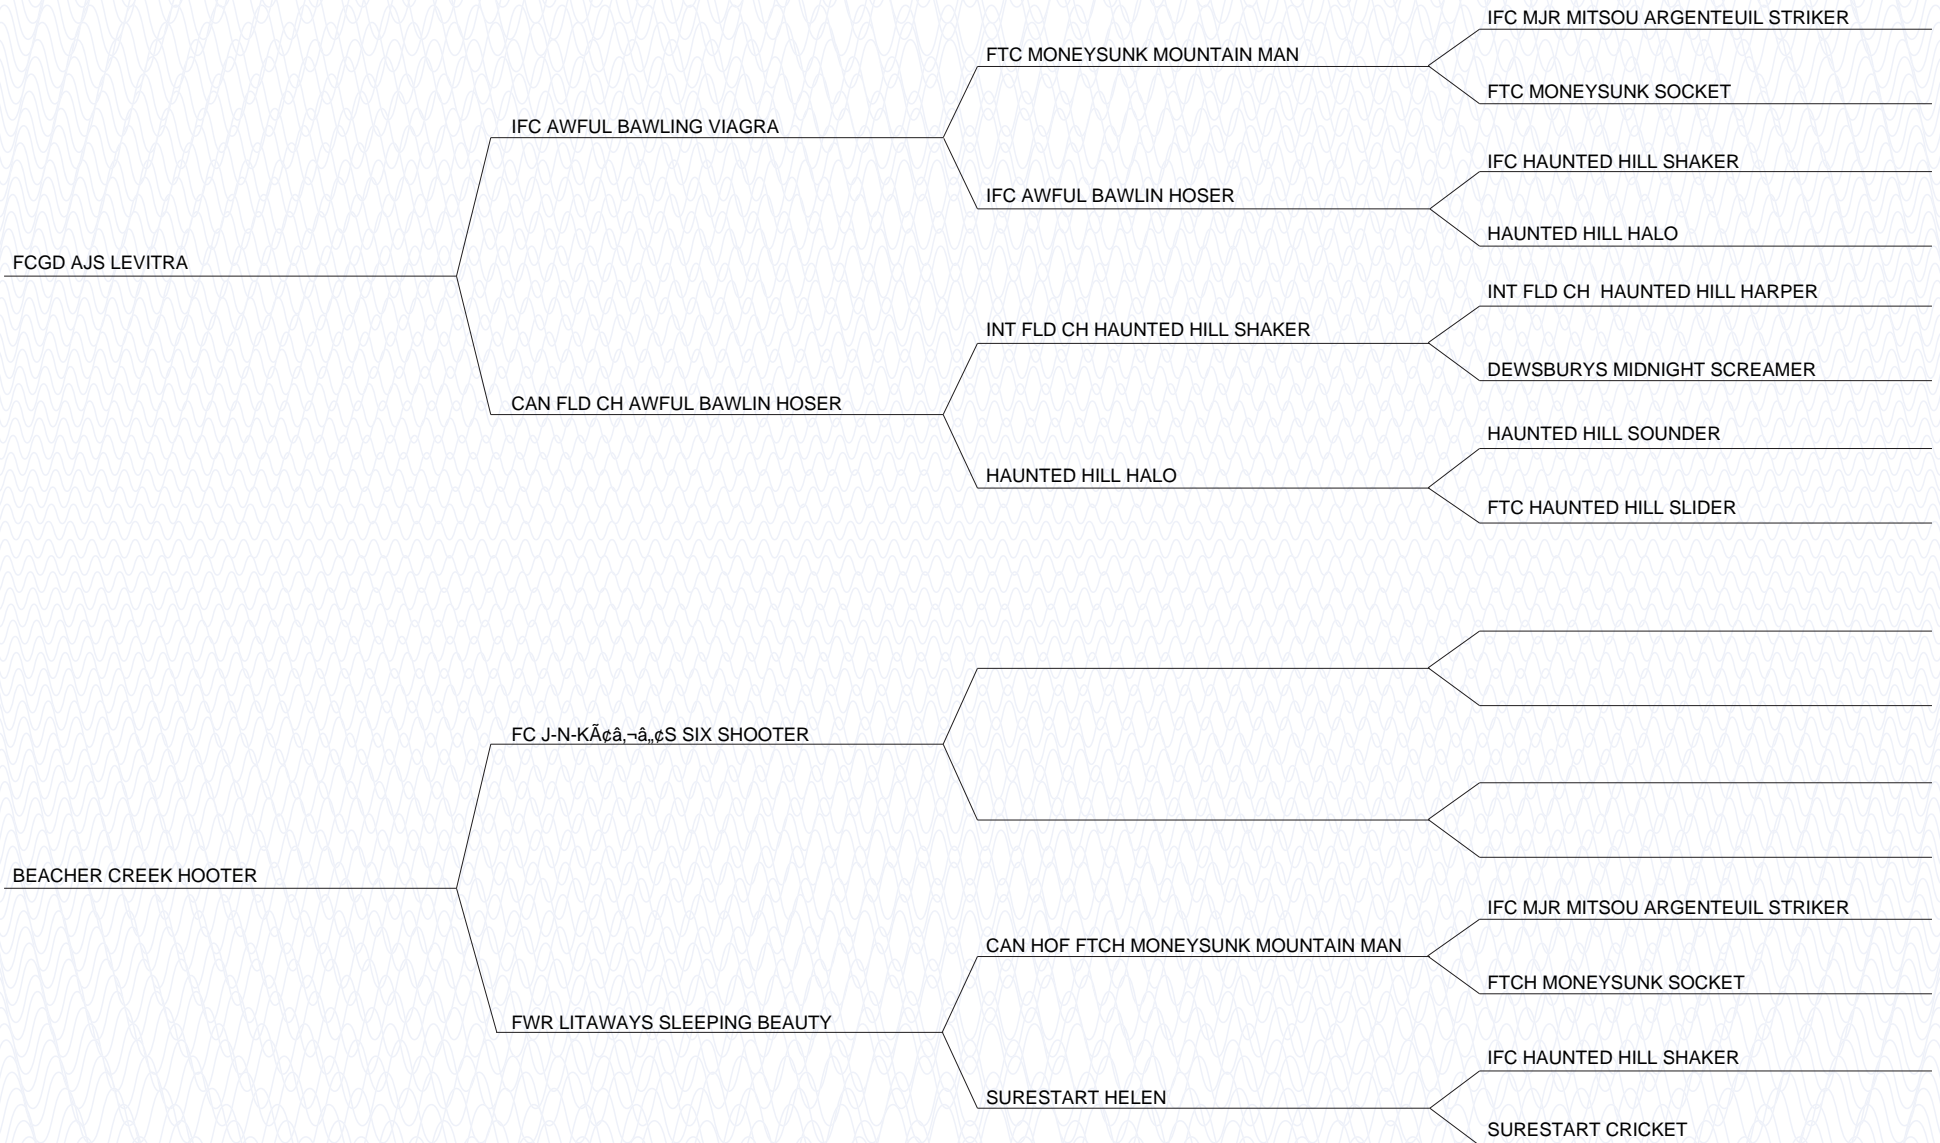 IFC MJR MITSOU ARGENTEUIL STRIKER
FTC MONEYSUNK MOUNTAIN MAN
FTC MONEYSUNK SOCKET
IFC AWFUL BAWLING VIAGRA
IFC HAUNTED HILL SHAKER
IFC AWFUL BAWLIN HOSER
HAUNTED HILL HALO
FCGD AJS LEVITRA
INT FLD CH  HAUNTED HILL HARPER
INT FLD CH HAUNTED HILL SHAKER
DEWSBURYS MIDNIGHT SCREAMER
CAN FLD CH AWFUL BAWLIN HOSER
HAUNTED HILL SOUNDER
HAUNTED HILL HALO
FTC HAUNTED HILL SLIDER
FC J-N-KÃ¢â‚¬â„¢S SIX SHOOTER
BEACHER CREEK HOOTER
IFC MJR MITSOU ARGENTEUIL STRIKER
CAN HOF FTCH MONEYSUNK MOUNTAIN MAN
FTCH MONEYSUNK SOCKET
FWR LITAWAYS SLEEPING BEAUTY
IFC HAUNTED HILL SHAKER
SURESTART HELEN
SURESTART CRICKET